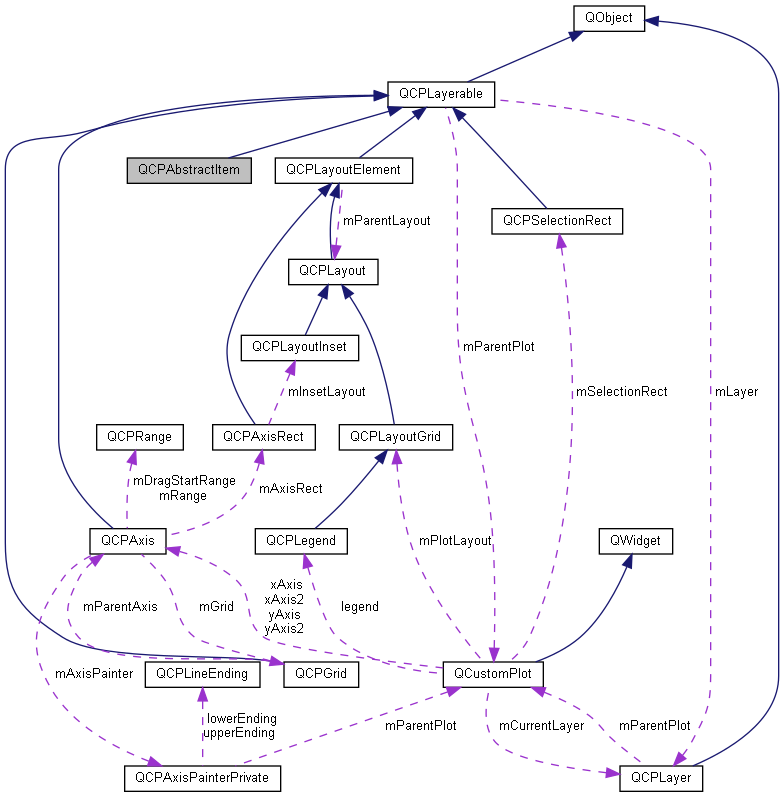 QObject
QCPLayerable
QCPAbstractItem
QCPLayoutElement
mParentLayout
QCPSelectionRect
QCPLayout
QCPLayoutInset
mParentPlot
mInsetLayout
mSelectionRect
mLayer
QCPRange
QCPAxisRect
QCPLayoutGrid
mDragStartRange
mRange
mAxisRect
QCPAxis
QCPLegend
mPlotLayout
QWidget
mParentAxis
mGrid
xAxis
xAxis2
yAxis
yAxis2
legend
mAxisPainter
QCPLineEnding
QCPGrid
QCustomPlot
lowerEnding
upperEnding
mParentPlot
mCurrentLayer
mParentPlot
QCPAxisPainterPrivate
QCPLayer